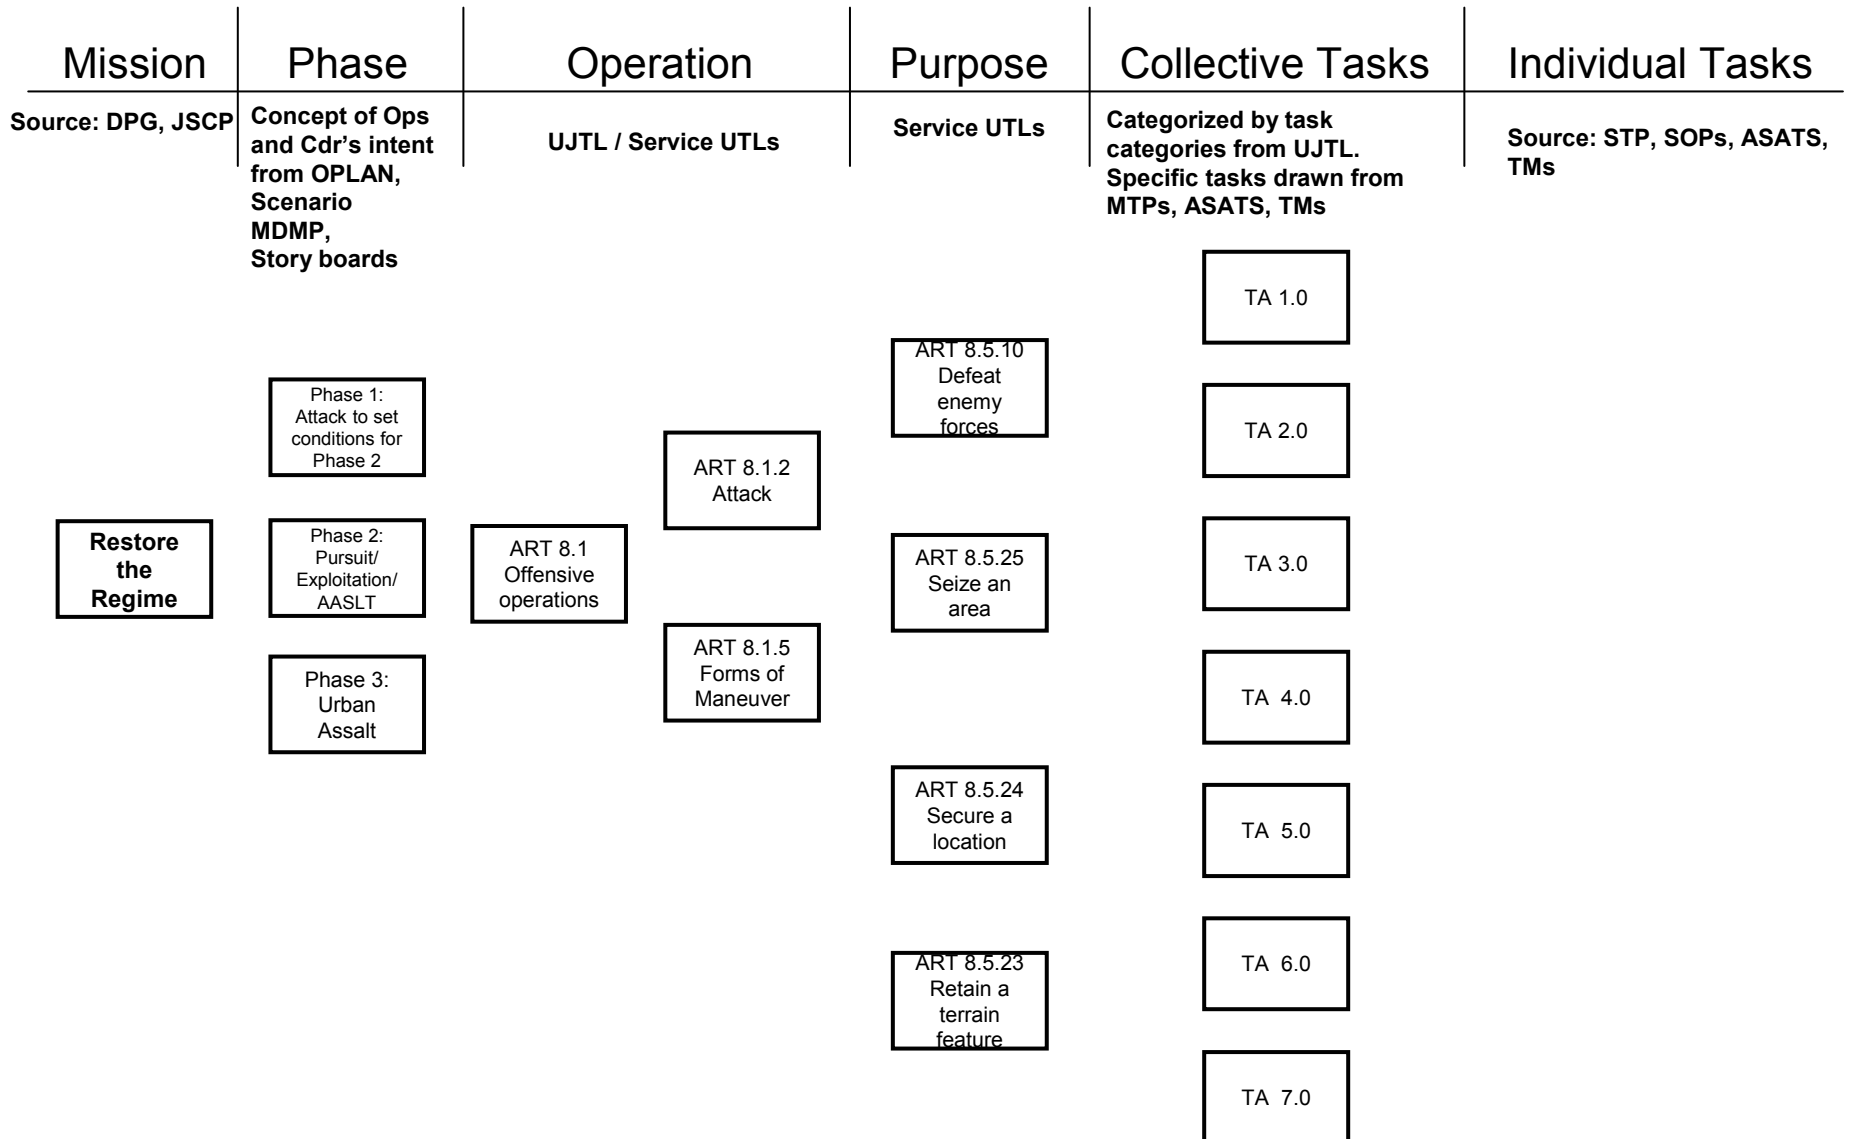 Mission
Phase
Operation
Purpose
Collective Tasks
Individual Tasks
Source: DPG, JSCP
Concept of Ops
and Cdr's intent
from OPLAN,
Scenario
MDMP,
Story boards
UJTL / Service UTLs
Service UTLs
Categorized by task
categories from UJTL.
Specific tasks drawn from
MTPs, ASATS, TMs
Source: STP, SOPs, ASATS,
TMs
Restore
the
Regime
Phase 1:
Attack to set
conditions for
Phase 2
Phase 2:
Pursuit/
Exploitation/
AASLT
Phase 3:
Urban
Assalt
ART 8.1
Offensive
operations
ART 8.1.2
Attack
ART 8.1.5
Forms of
Maneuver
ART 8.5.10
Defeat
enemy
forces
ART 8.5.25
Seize an
area
ART 8.5.24
Secure a
location
ART 8.5.23
Retain a
terrain
feature
TA 1.0
TA 2.0
TA 3.0
TA 4.0
TA 5.0
TA 6.0
TA 7.0